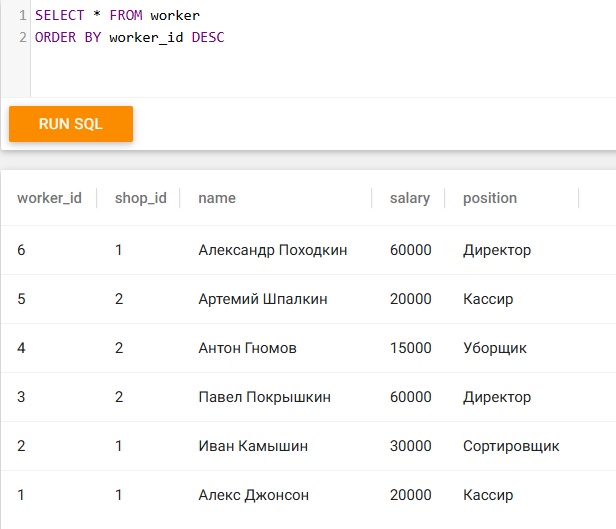 1 SELECT * FROM worker
2 ORDER BY worker_id DESC
RUN SQL
worker_id shop_id name salary position
6 1 Александр Походкин 60000 Директор
5 2 Артемий Шпалкин 20000 Кассир
4 2 Антон Гномов 15000 Уборщик
3 2 Павел Покрышкин 60000 Директор
2 1 Иван Камышин 30000 Сортировщик
1 1 Алекс Джонсон 20000 Кассир